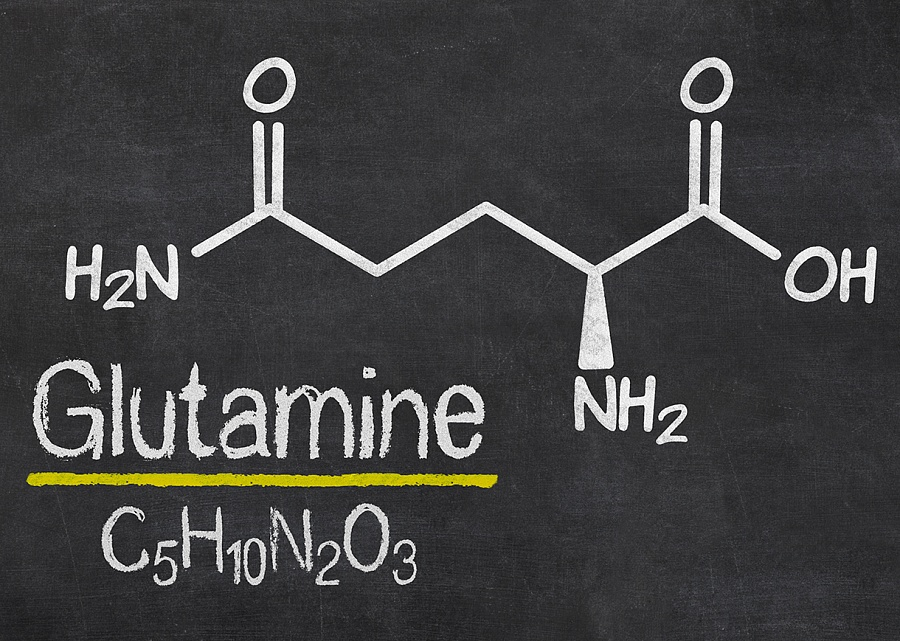 O O
H₂N OH
NH₂
Glutamine
C₅H₁₀N₂O₃